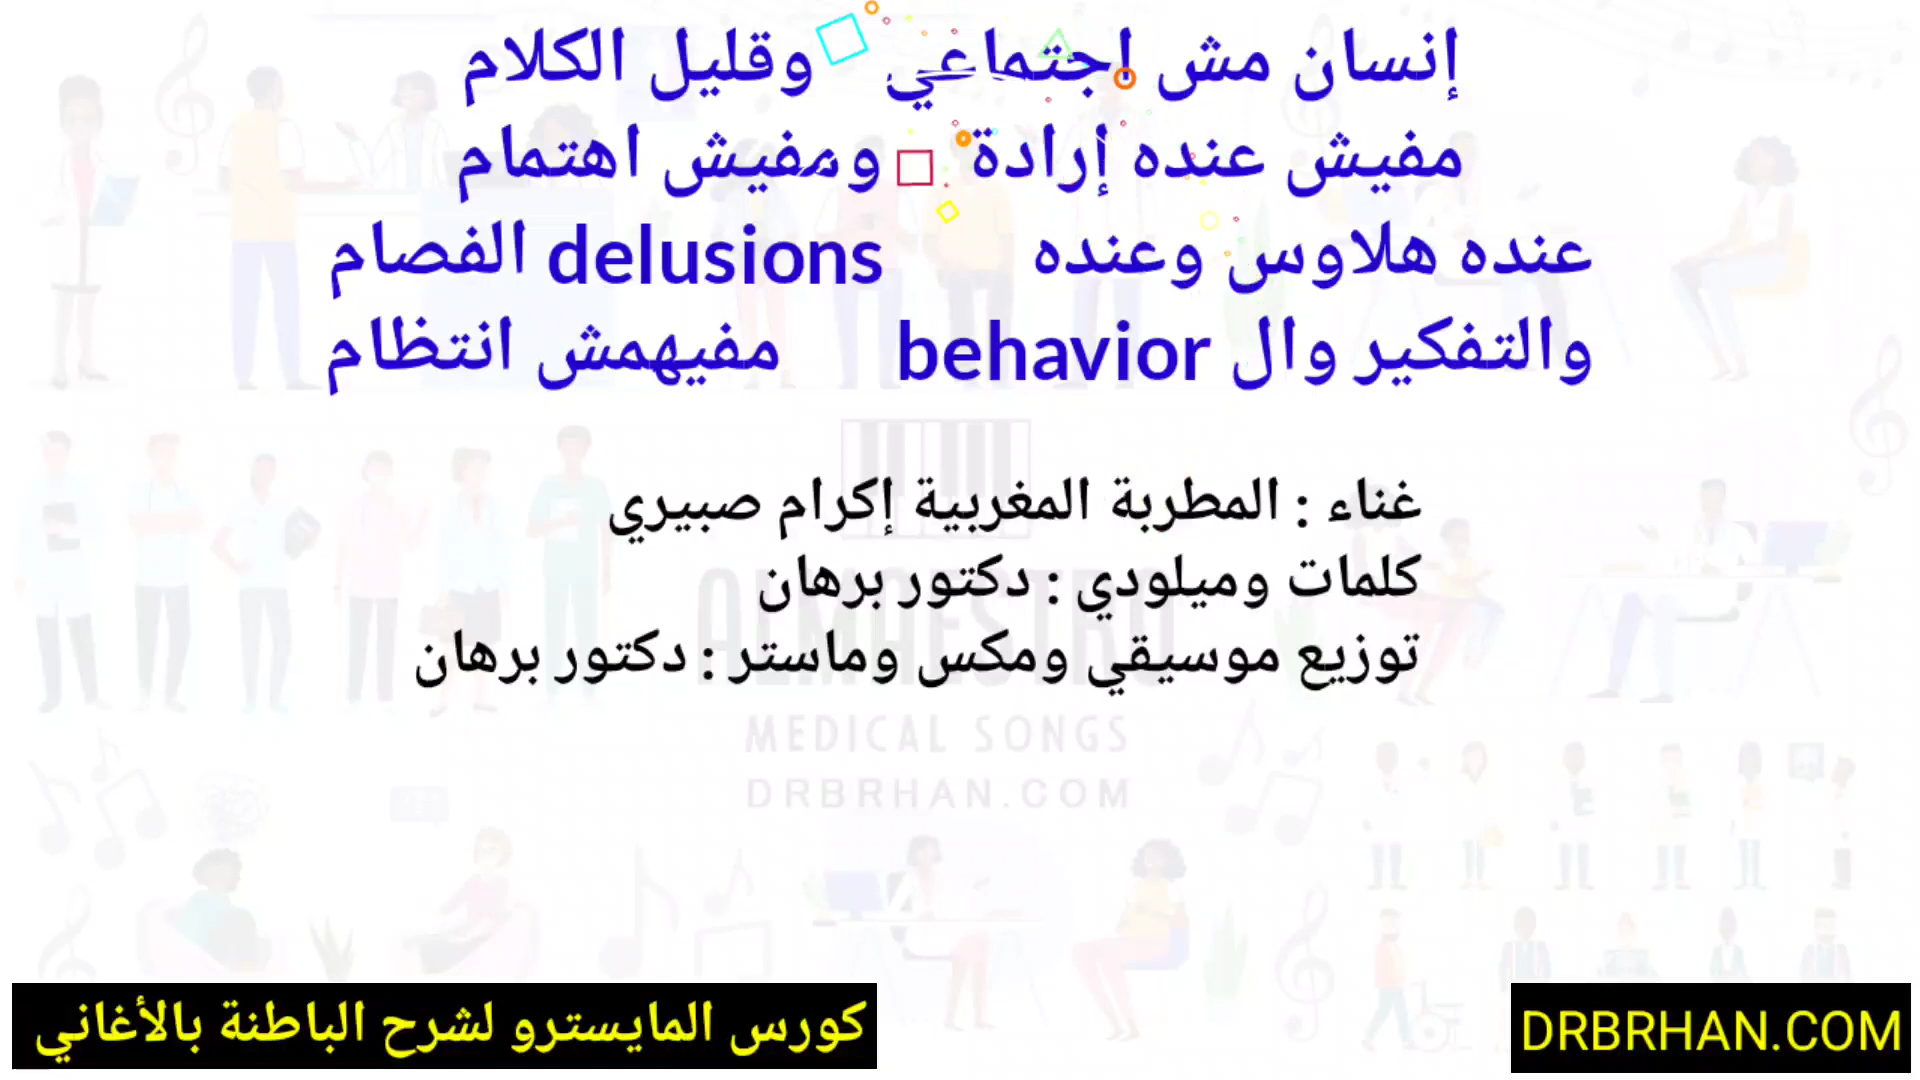 إنسان مش اجتماعي وقليل الكلام
مفيش عنده إرادة ومفيش اهتمام
عنده هلاوس وعنده delusions الفصام
والتفكير وال behavior مفيهمش انتظام
غناء : المطربة المغربية إكرام صبيري
كلمات وميلودي : دكتور برهان
توزيع موسيقي ومكس وماستر : دكتور برهان
ALMAESTRO
MEDICAL SONGS
DRBRHAN.COM
كورس المايسترو لشرح الباطنة بالأغاني
DRBRHAN.COM